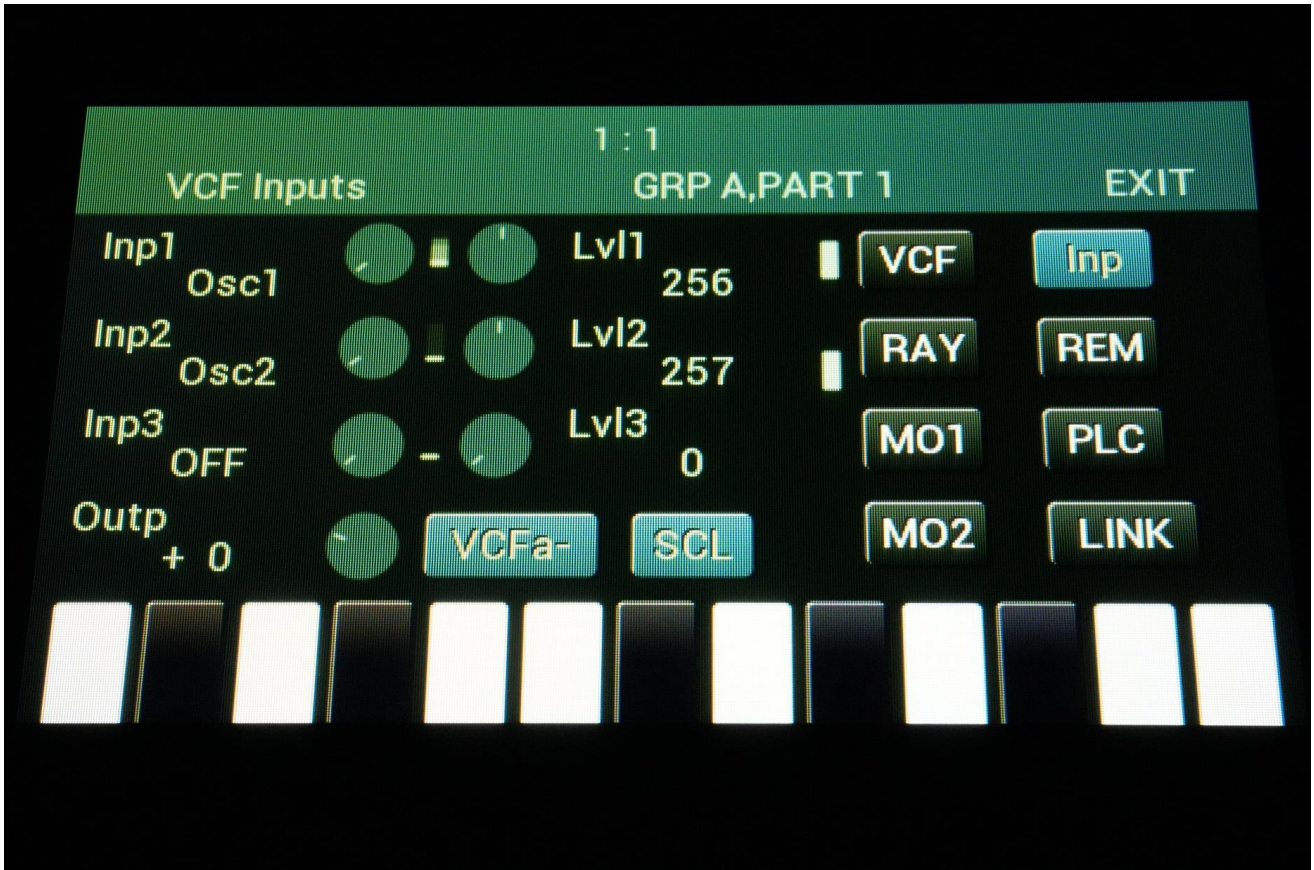 1 : 1
VCF Inputs GRP A,PART 1 EXIT
Inp1 Lvl1 VCF Inp
Osc1 256
Inp2 Lvl2 RAY REM
Osc2 257
Inp3 Lvl3 MO1 PLC
OFF 0
Outp VCFa- SCL MO2 LINK
+ 0